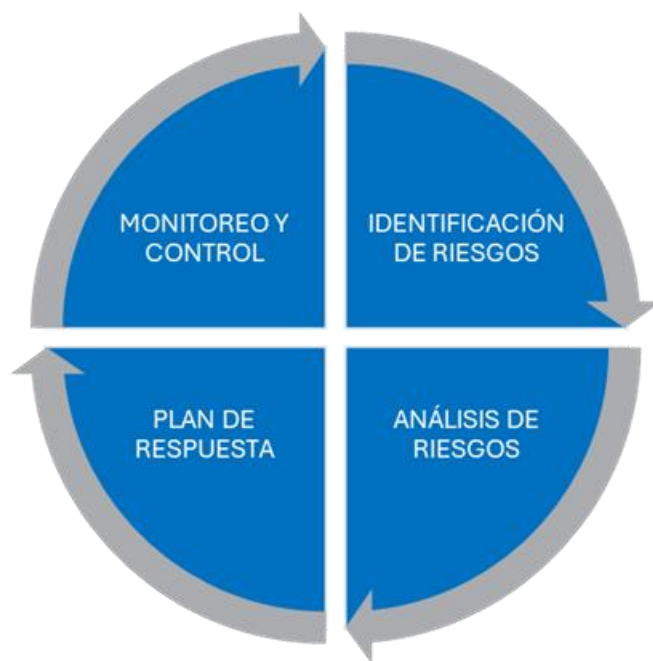 MONITOREO Y
CONTROL
IDENTIFICACIÓN
DE RIESGOS
PLAN DE
RESPUESTA
ANÁLISIS DE
RIESGOS